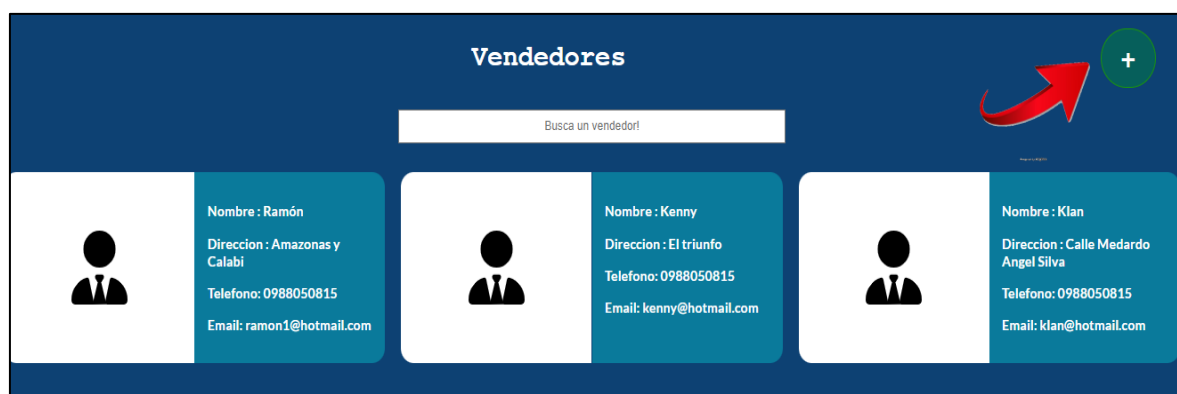 Vendedores
+
Busca un vendedor!
Nombre : Ramón
Direccion : Amazonas y
Calabi
Telefono: 0988050815
Email: ramon1@hotmail.com
Nombre : Kenny
Direccion : El triunfo
Telefono: 0988050815
Email: kenny@hotmail.com
Nombre : Klan
Direccion : Calle Medardo
Angel Silva
Telefono: 0988050815
Email: klan@hotmail.com